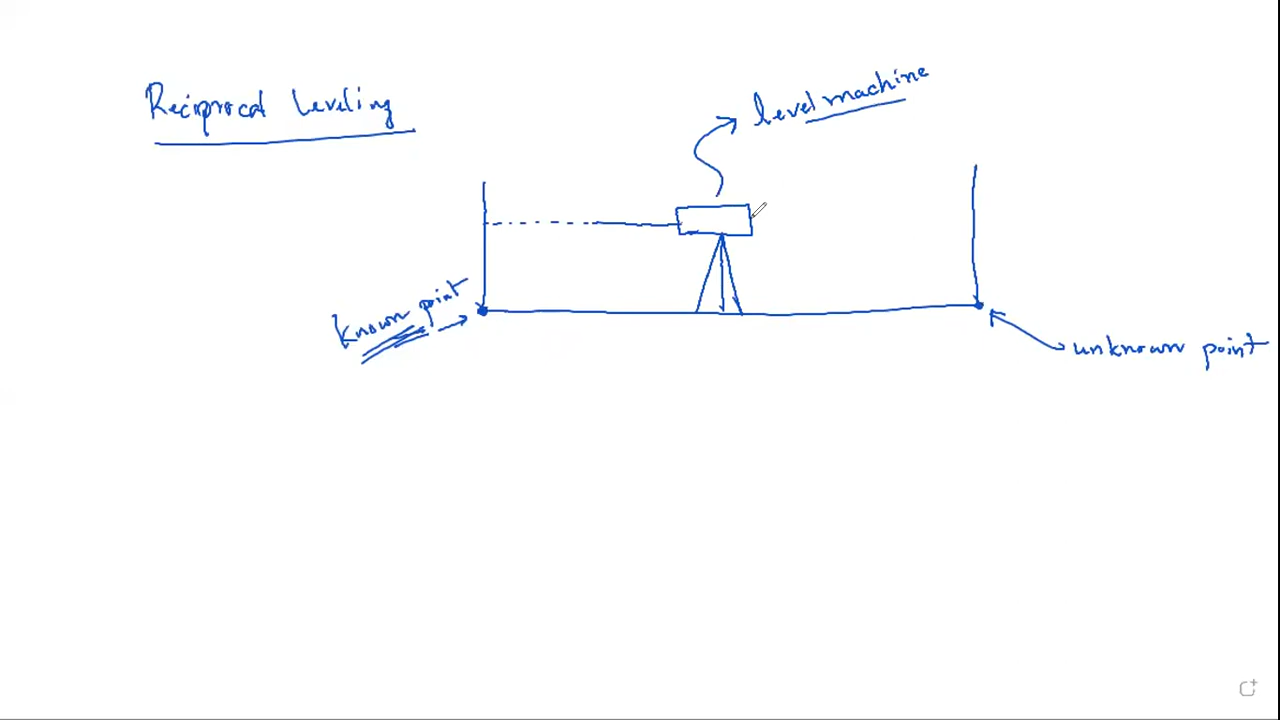 Reciprocal Leveling
level machine
known point
unknown point